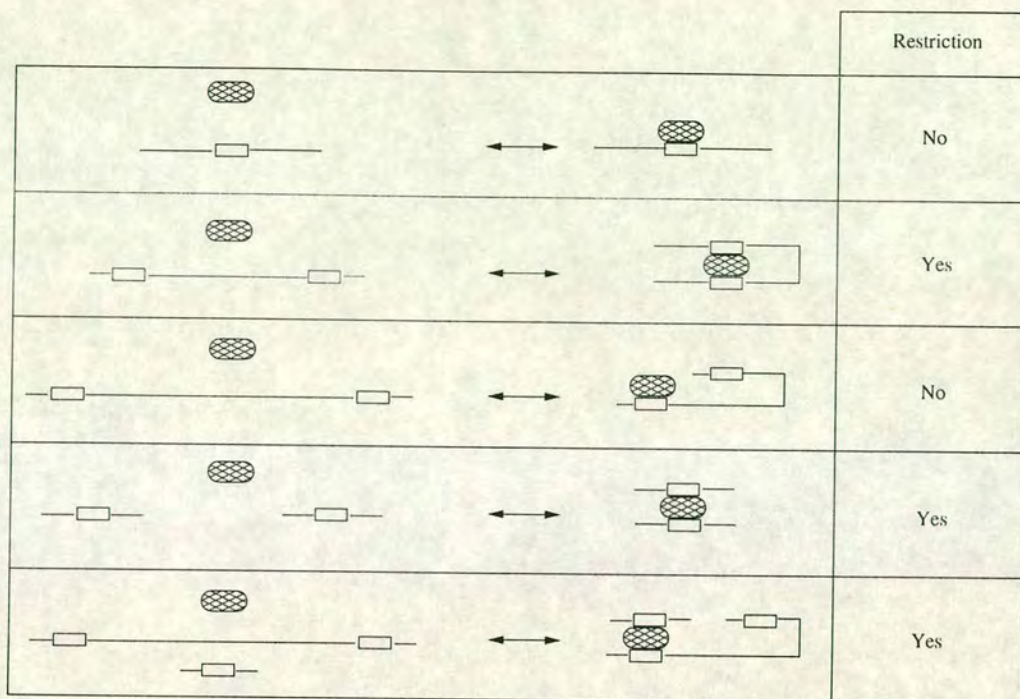 Restriction
No
Yes
No
Yes
Yes